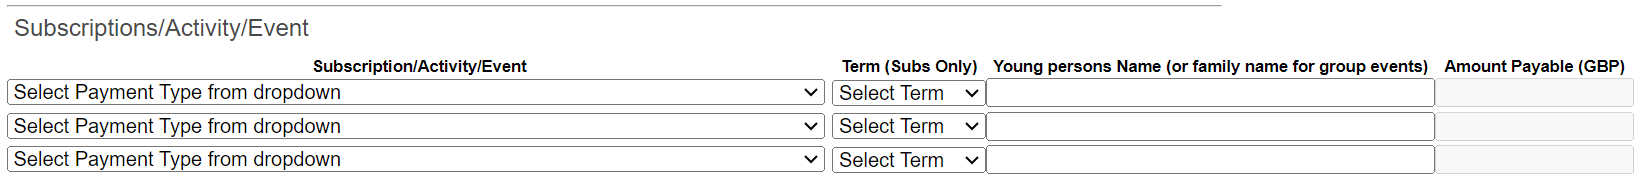 Subscriptions/Activity/Event
Subscription/Activity/Event Term (Subs Only) Young persons Name (or family name for group events) Amount Payable (GBP)
Select Payment Type from dropdown Select Term
Select Payment Type from dropdown Select Term
Select Payment Type from dropdown Select Term